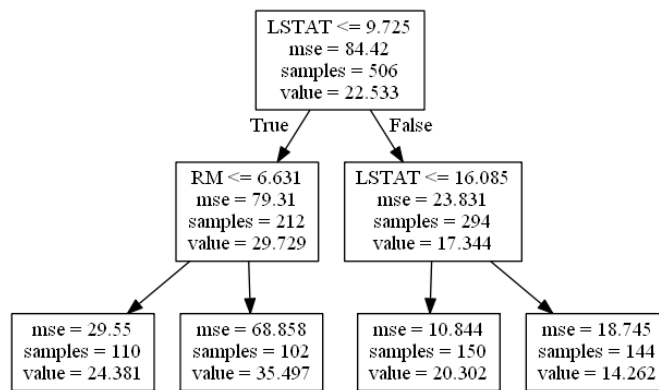 LSTAT <= 9.725
mse = 84.42
samples = 506
value = 22.533
True
False
RM <= 6.631
mse = 79.31
samples = 212
value = 29.729
LSTAT <= 16.085
mse = 23.831
samples = 294
value = 17.344
mse = 29.55
samples = 110
value = 24.381
mse = 68.858
samples = 102
value = 35.497
mse = 10.844
samples = 150
value = 20.302
mse = 18.745
samples = 144
value = 14.262